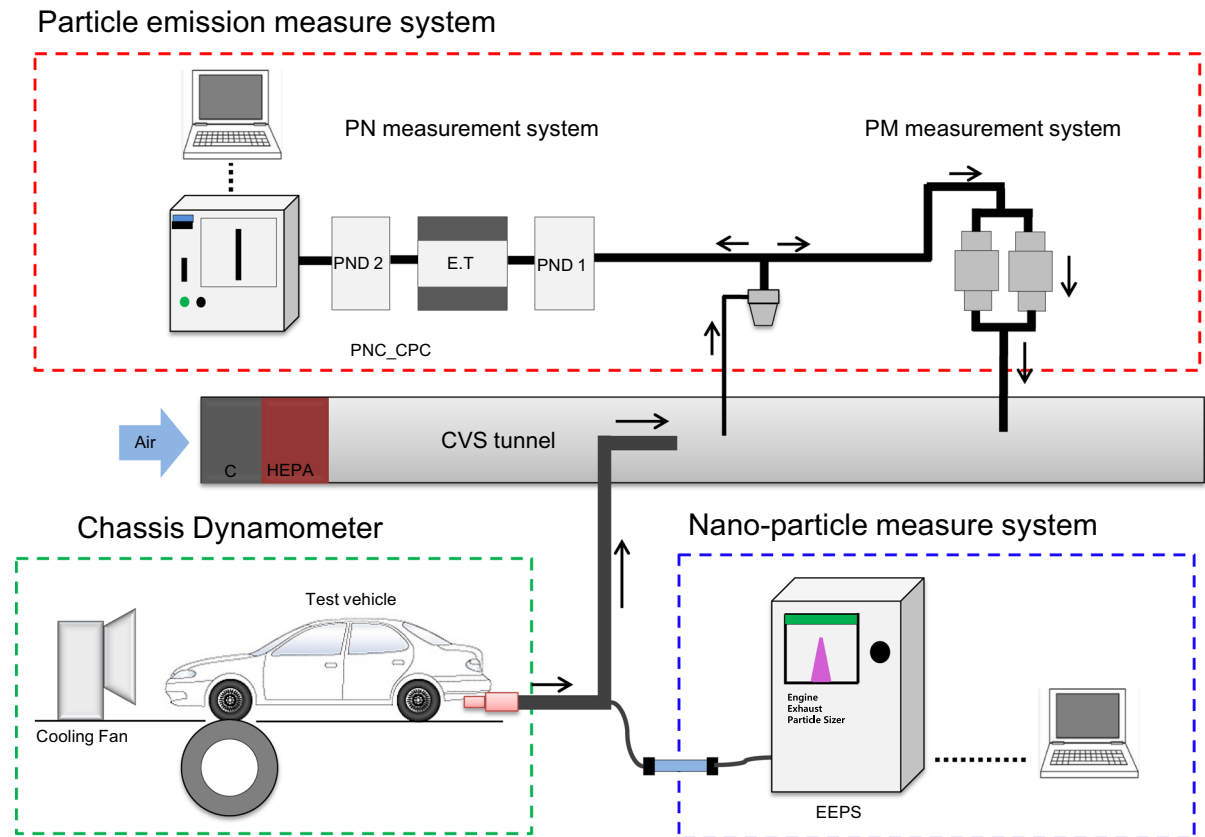 Particle emission measure system
PN measurement system
PM measurement system
PND 2
E.T
PND 1
PNC_CPC
Air
C
HEPA
CVS tunnel
Chassis Dynamometer
Nano-particle measure system
Test vehicle
Cooling Fan
Engine
Exhaust
Particle Sizer
EEPS